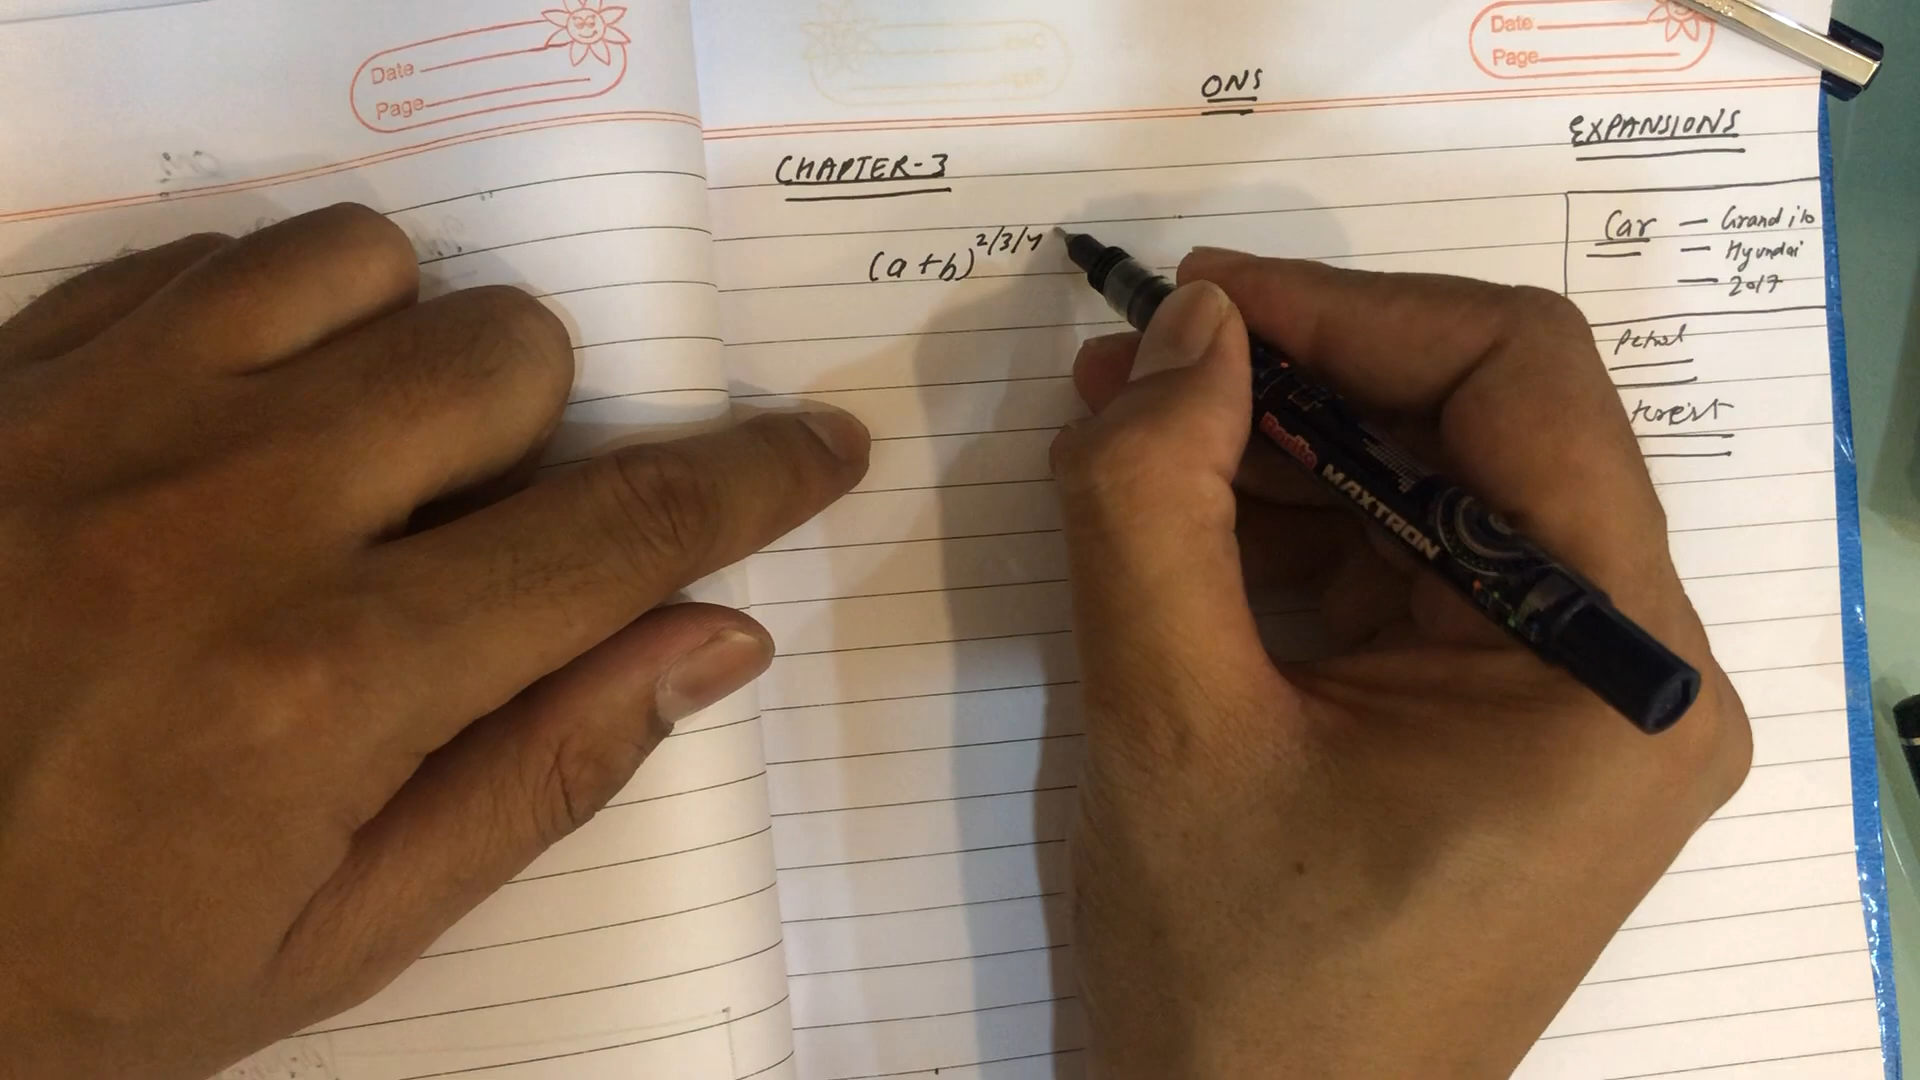 Date
Page
Date
Page
ONS
EXPANSIONS
CHAPTER-3
(a+b)^2/3/4
Car — Grand i10
— Hyundai
— 2017
Petrol
MAXTRON